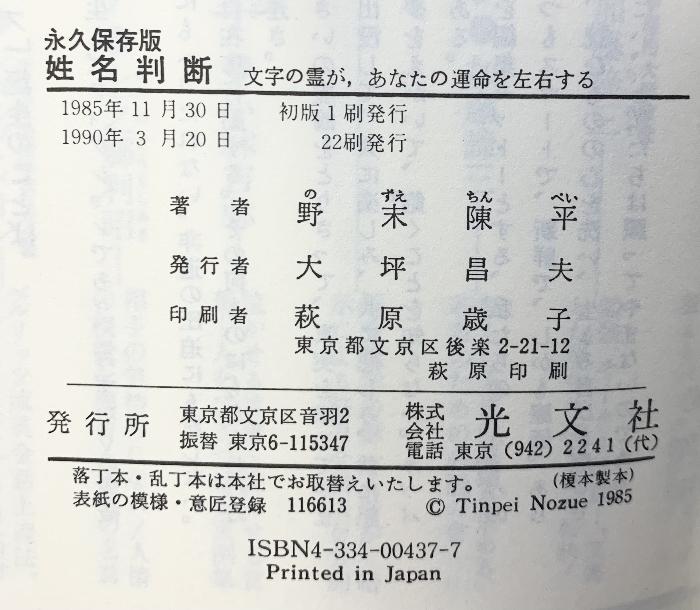 永久保存版
姓名判断 文字の霊が,あなたの運命を左右する
1985年11月30日 初版1刷発行
1990年3月20日 22刷発行
の ずえ ちん ぺい
著者 野末陳平
発行者 大坪昌夫
印刷者 萩原歳子
東京都文京区後楽2-21-12
萩原印刷
発行所 東京都文京区音羽2 株式会社 光文社
振替 東京6-115347 電話 東京(942)2241(代)
落丁本・乱丁本は本社でお取替えいたします。 (榎本製本)
表紙の模様・意匠登録 116613 © Tinpei Nozue 1985
ISBN4-334-00437-7
Printed in Japan